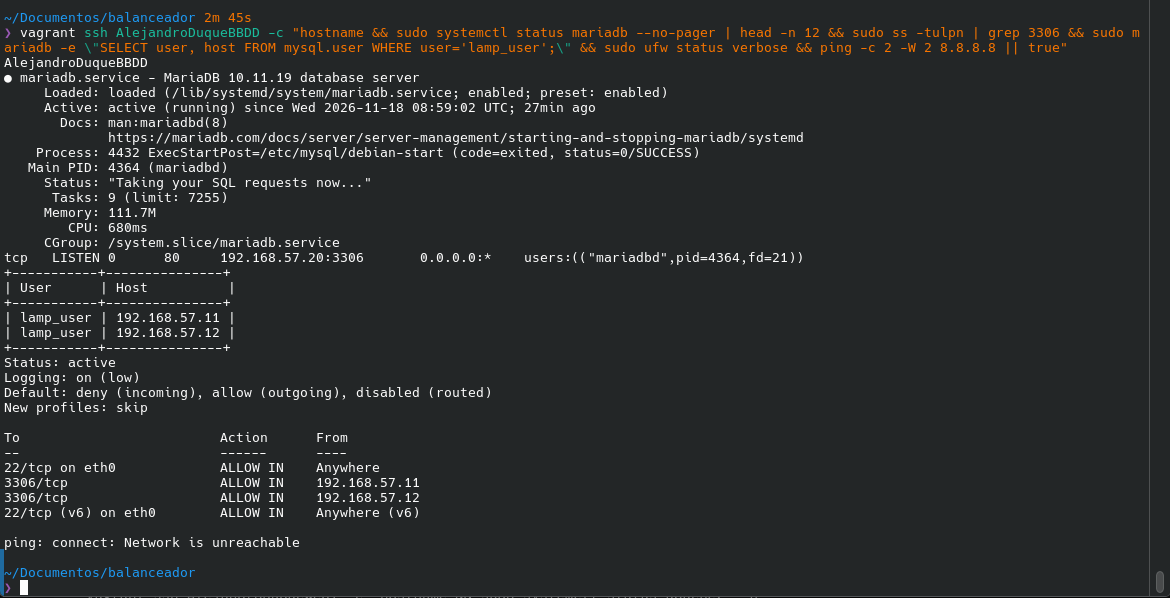 ~/Documentos/balanceador 2m 45s
❯ vagrant ssh AlejandroDuqueBBDD -c "hostname && sudo systemctl status mariadb --no-pager | head -n 12 && sudo ss -tulpn | grep 3306 && sudo m
ariadb -e \"SELECT user, host FROM mysql.user WHERE user='lamp_user';\" && sudo ufw status verbose && ping -c 2 -W 2 8.8.8.8 || true"
AlejandroDuqueBBDD
● mariadb.service - MariaDB 10.11.19 database server
     Loaded: loaded (/lib/systemd/system/mariadb.service; enabled; preset: enabled)
     Active: active (running) since Wed 2026-11-18 08:59:02 UTC; 27min ago
       Docs: man:mariadbd(8)
             https://mariadb.com/docs/server/server-management/starting-and-stopping-mariadb/systemd
    Process: 4432 ExecStartPost=/etc/mysql/debian-start (code=exited, status=0/SUCCESS)
   Main PID: 4364 (mariadbd)
     Status: "Taking your SQL requests now..."
      Tasks: 9 (limit: 7255)
     Memory: 111.7M
        CPU: 680ms
     CGroup: /system.slice/mariadb.service
tcp   LISTEN 0      80     192.168.57.20:3306       0.0.0.0:*    users:(("mariadbd",pid=4364,fd=21))
+-----------+---------------+
| User      | Host          |
+-----------+---------------+
| lamp_user | 192.168.57.11 |
| lamp_user | 192.168.57.12 |
+-----------+---------------+
Status: active
Logging: on (low)
Default: deny (incoming), allow (outgoing), disabled (routed)
New profiles: skip
To                         Action      From
--                         ------      ----
22/tcp on eth0             ALLOW IN    Anywhere
3306/tcp                   ALLOW IN    192.168.57.11
3306/tcp                   ALLOW IN    192.168.57.12
22/tcp (v6) on eth0        ALLOW IN    Anywhere (v6)
ping: connect: Network is unreachable
~/Documentos/balanceador
❯